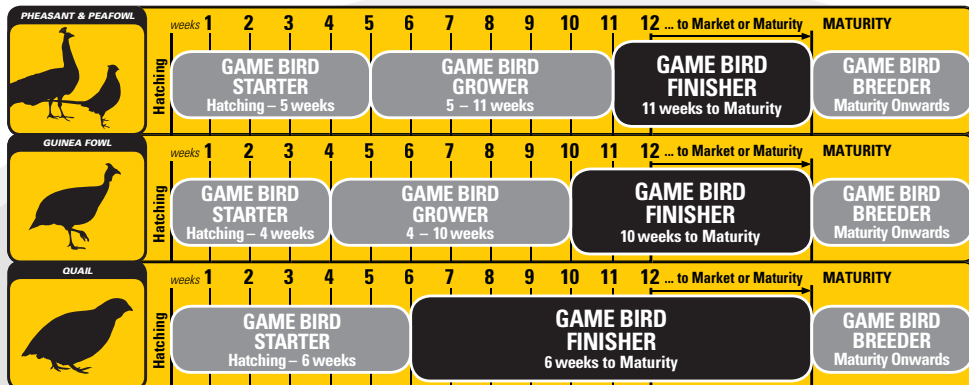 PHEASANT & PEAFOWL
weeks 1 2 3 4 5 6 7 8 9 10 11 12 ... to Market or Maturity MATURITY
Hatching
GAME BIRD
STARTER
Hatching – 5 weeks
GAME BIRD
GROWER
5 – 11 weeks
GAME BIRD
FINISHER
11 weeks to Maturity
GAME BIRD
BREEDER
Maturity Onwards
GUINEA FOWL
weeks 1 2 3 4 5 6 7 8 9 10 11 12 ... to Market or Maturity MATURITY
Hatching
GAME BIRD
STARTER
Hatching – 4 weeks
GAME BIRD
GROWER
4 – 10 weeks
GAME BIRD
FINISHER
10 weeks to Maturity
GAME BIRD
BREEDER
Maturity Onwards
QUAIL
weeks 1 2 3 4 5 6 7 8 9 10 11 12 ... to Market or Maturity MATURITY
Hatching
GAME BIRD
STARTER
Hatching – 6 weeks
GAME BIRD
FINISHER
6 weeks to Maturity
GAME BIRD
BREEDER
Maturity Onwards